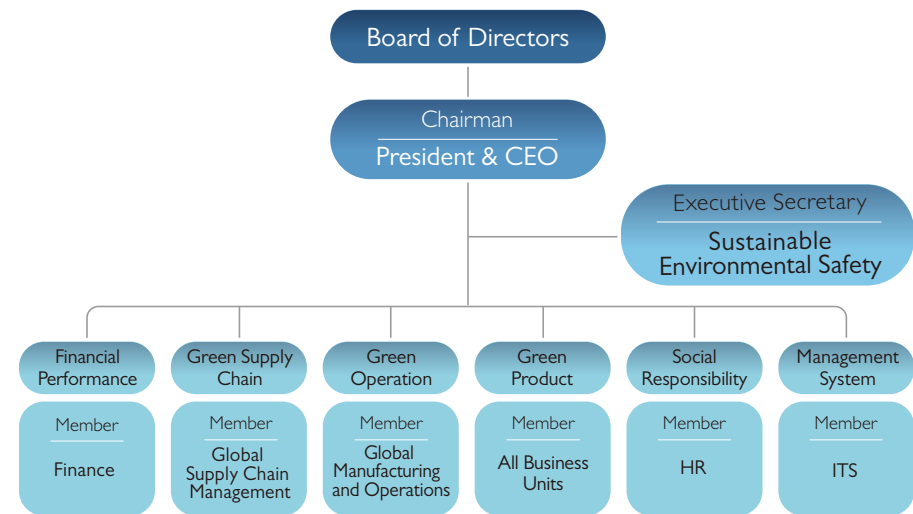 Board of Directors
Chairman
President & CEO
Executive Secretary
Sustainable
Environmental Safety
Financial
Performance
Green Supply
Chain
Green
Operation
Green
Product
Social
Responsibility
Management
System
Member
Finance
Member
Global
Supply Chain
Management
Member
Global
Manufacturing
and Operations
Member
All Business
Units
Member
HR
Member
ITS